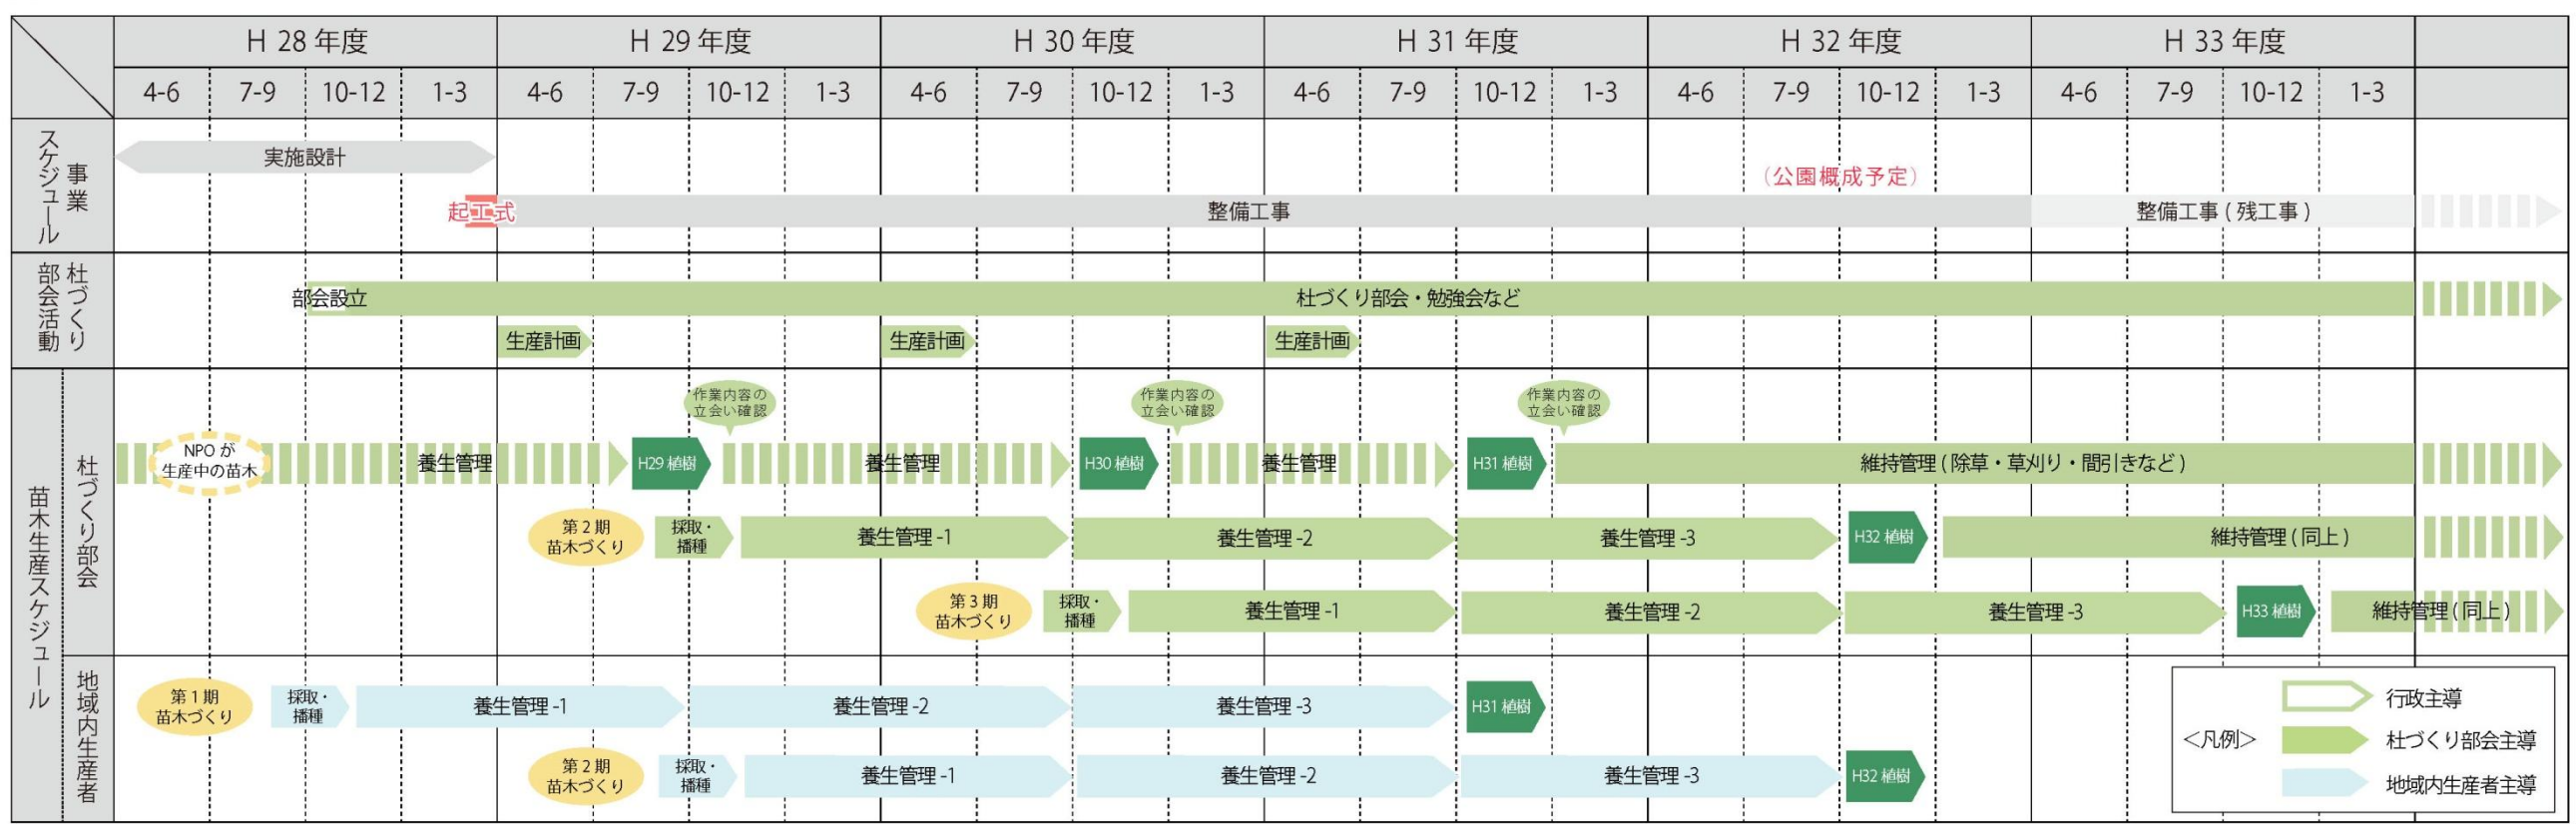 H 28 年度 H 29 年度 H 30 年度 H 31 年度 H 32 年度 H 33 年度
4-6 7-9 10-12 1-3 4-6 7-9 10-12 1-3 4-6 7-9 10-12 1-3 4-6 7-9 10-12 1-3 4-6 7-9 10-12 1-3 4-6 7-9 10-12 1-3
事業
スケジュール
実施設計
(公園概成予定)
起工式
整備工事
整備工事 ( 残工事 )
杜づくり
部会活動
部会設立
杜づくり部会・勉強会など
生産計画
生産計画
生産計画
苗木生産スケジュール
杜づくり部会
作業内容の
立会い確認
作業内容の
立会い確認
作業内容の
立会い確認
NPO が
生産中の苗木
養生管理
H29 植樹
養生管理
H30 植樹
養生管理
H31 植樹
維持管理 ( 除草・草刈り・間引きなど )
第 2 期
苗木づくり
採取・
播種
養生管理 -1
養生管理 -2
養生管理 -3
H32 植樹
維持管理 ( 同上 )
第 3 期
苗木づくり
採取・
播種
養生管理 -1
養生管理 -2
養生管理 -3
H33 植樹
維持管理 ( 同上 )
地域内生産者
第 1 期
苗木づくり
採取・
播種
養生管理 -1
養生管理 -2
養生管理 -3
H31 植樹
第 2 期
苗木づくり
採取・
播種
養生管理 -1
養生管理 -2
養生管理 -3
H32 植樹
＜凡例＞
行政主導
杜づくり部会主導
地域内生産者主導